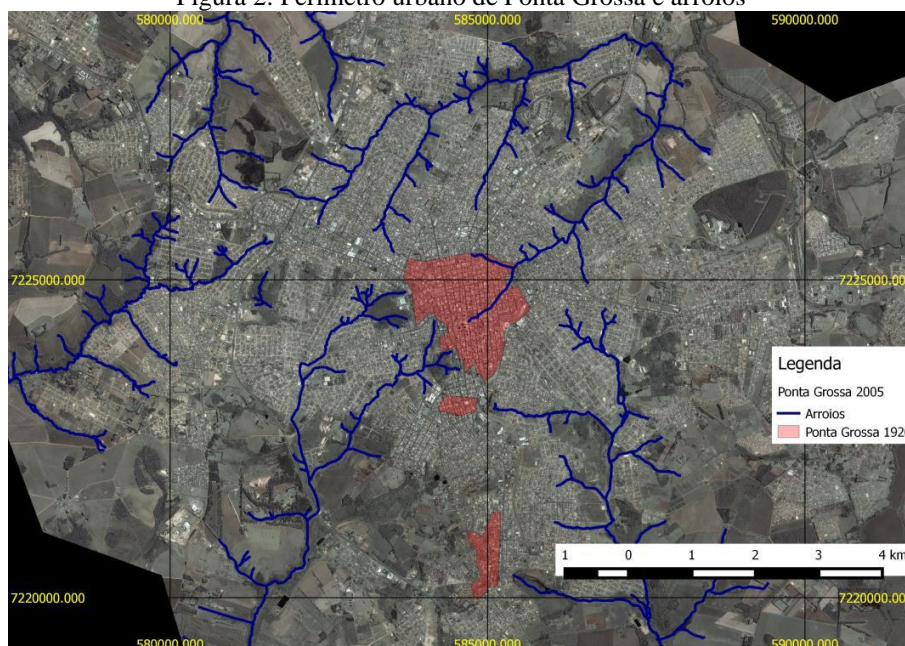 Figura 2: Perímetro urbano de Ponta Grossa e arroios
580000.000 585000.000 590000.000
7225000.000 7225000.000
Legenda
Ponta Grossa 2005
Arroios
Ponta Grossa 1920
1 0 1 2 3 4 km
7220000.000 7220000.000
580000.000 585000.000 590000.000